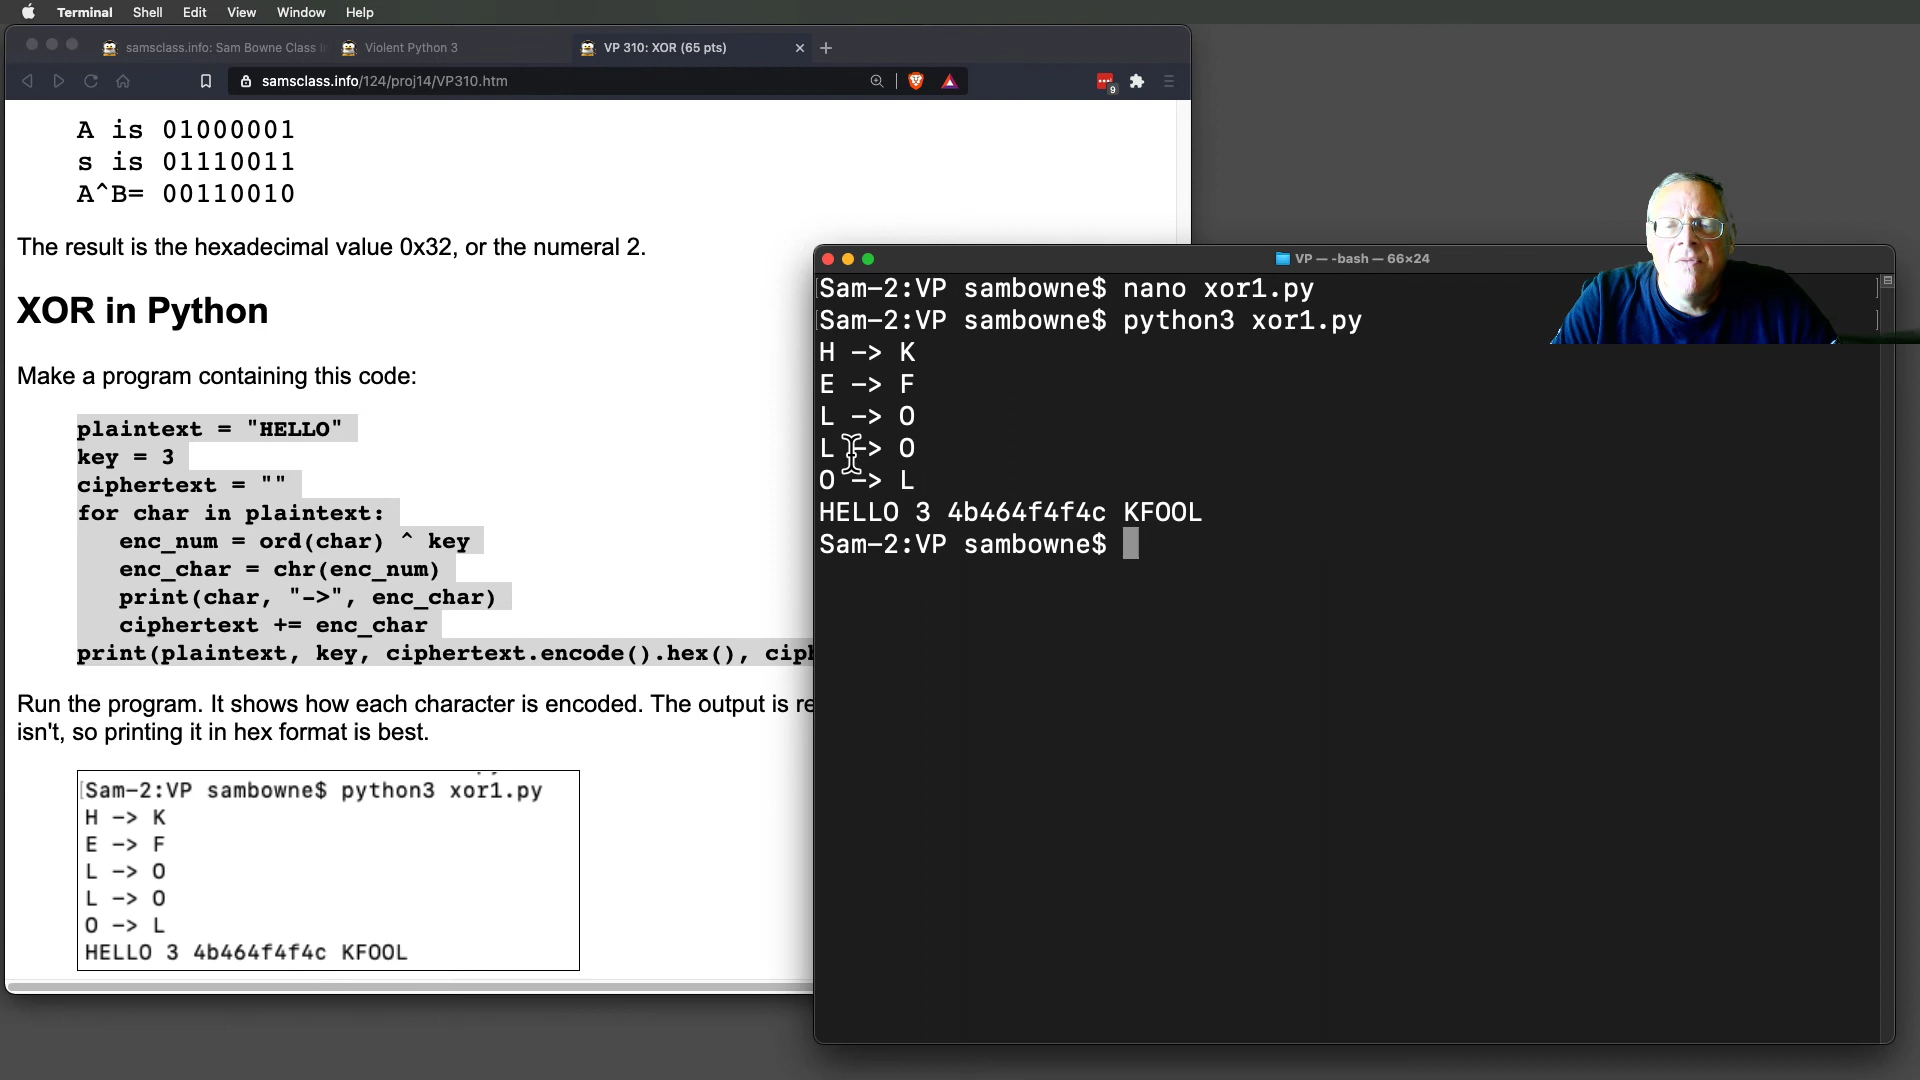 Terminal Shell Edit View Window Help
samsclass.info: Sam Bowne Class Violent Python 3 VP 310: XOR (65 pts)
samsclass.info/124/proj14/VP310.htm
9
A is 01000001
s is 01110011
A^B= 00110010
The result is the hexadecimal value 0x32, or the numeral 2.
XOR in Python
Make a program containing this code:
plaintext = "HELLO"
key = 3
ciphertext = ""
for char in plaintext:
enc_num = ord(char) ^ key
enc_char = chr(enc_num)
print(char, "->", enc_char)
ciphertext += enc_char
print(plaintext, key, ciphertext.encode().hex(), ciph
Run the program. It shows how each character is encoded. The output is re
isn't, so printing it in hex format is best.
[Sam-2:VP sambowne$ python3 xor1.py
H -> K
E -> F
L -> O
L -> O
O -> L
HELLO 3 4b464f4f4c KFOOL
VP — -bash — 66×24
[Sam-2:VP sambowne$ nano xor1.py ]
[Sam-2:VP sambowne$ python3 xor1.py ]
H -> K
E -> F
L -> O
L -> O
O -> L
HELLO 3 4b464f4f4c KFOOL
Sam-2:VP sambowne$